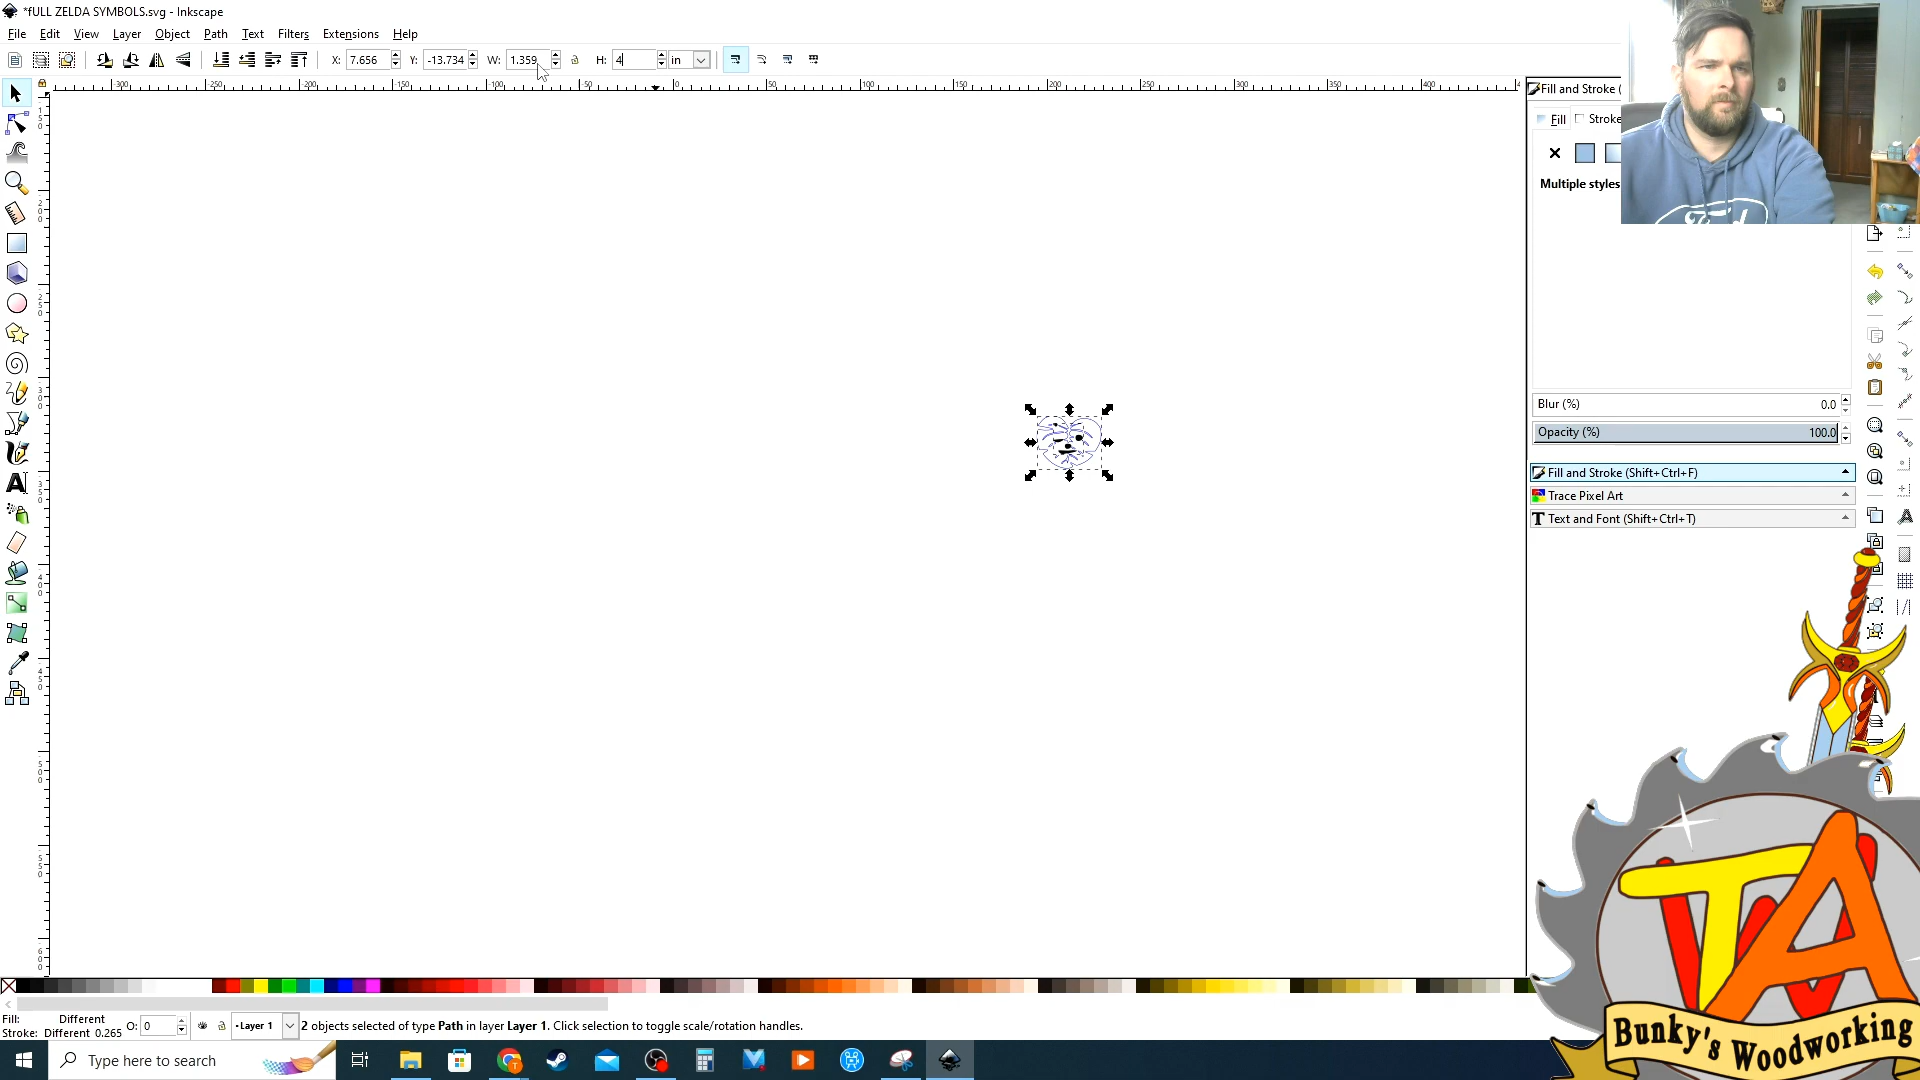 *fULL ZELDA SYMBOLS.svg - Inkscape
File Edit View Layer Object Path Text Filters Extensions Help
X: 7.656 Y: -13.734 W: 1.359 H: 4 in
Fill and Stroke (
Fill Stroke
Multiple styles
Blur (%) 0.0
Opacity (%) 100.0
Fill and Stroke (Shift+Ctrl+F)
Trace Pixel Art
Text and Font (Shift+Ctrl+T)
TWA
Bunky's Woodworking
Fill: Different
Stroke: Different 0.265 O: 0 •Layer 1 2 objects selected of type Path in layer Layer 1. Click selection to toggle scale/rotation handles.
Type here to search